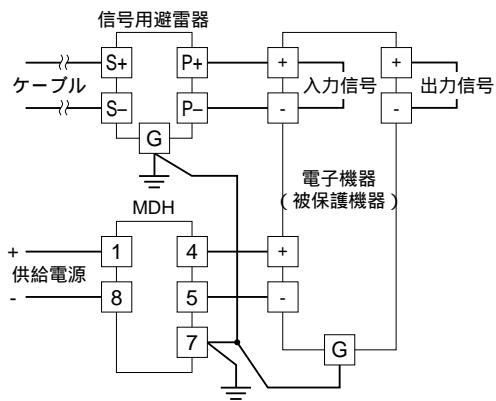 信号用避雷器
S+ P+ + +
ケーブル 入力信号 出力信号
S− P− - -
G
電子機器
(被保護機器)
MDH
+ 1 4 +
供給電源
- 8 5 -
7 G